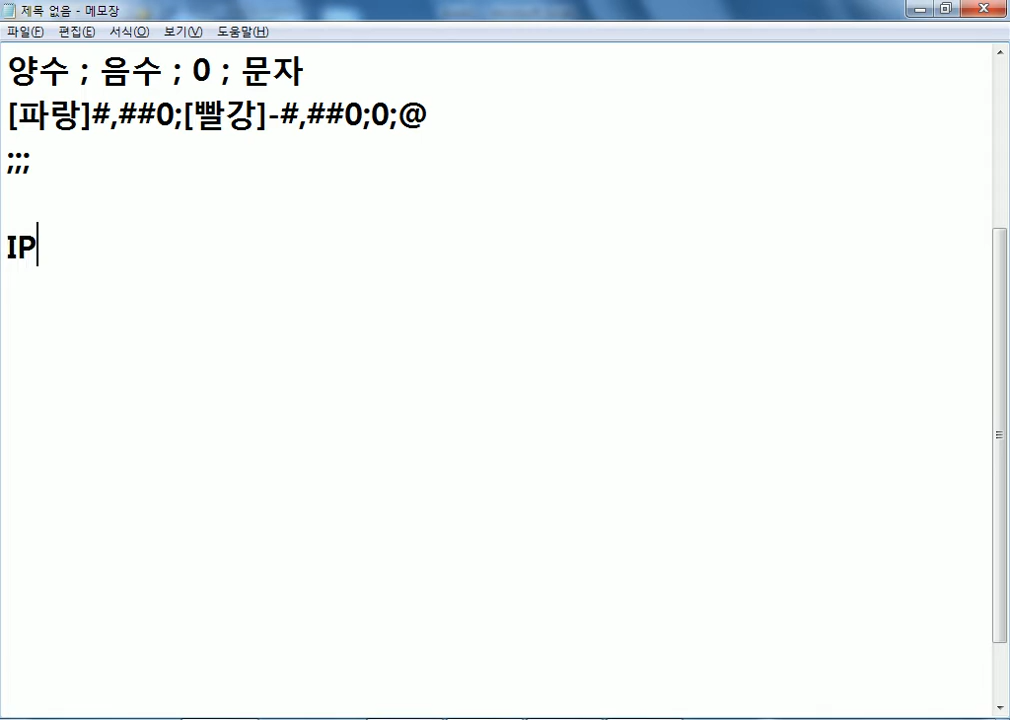 제목 없음 - 메모장
파일(F) 편집(E) 서식(O) 보기(V) 도움말(H)
양수 ; 음수 ; 0 ; 문자
[파랑]#,##0;[빨강]-#,##0;0;@
;;;
IP